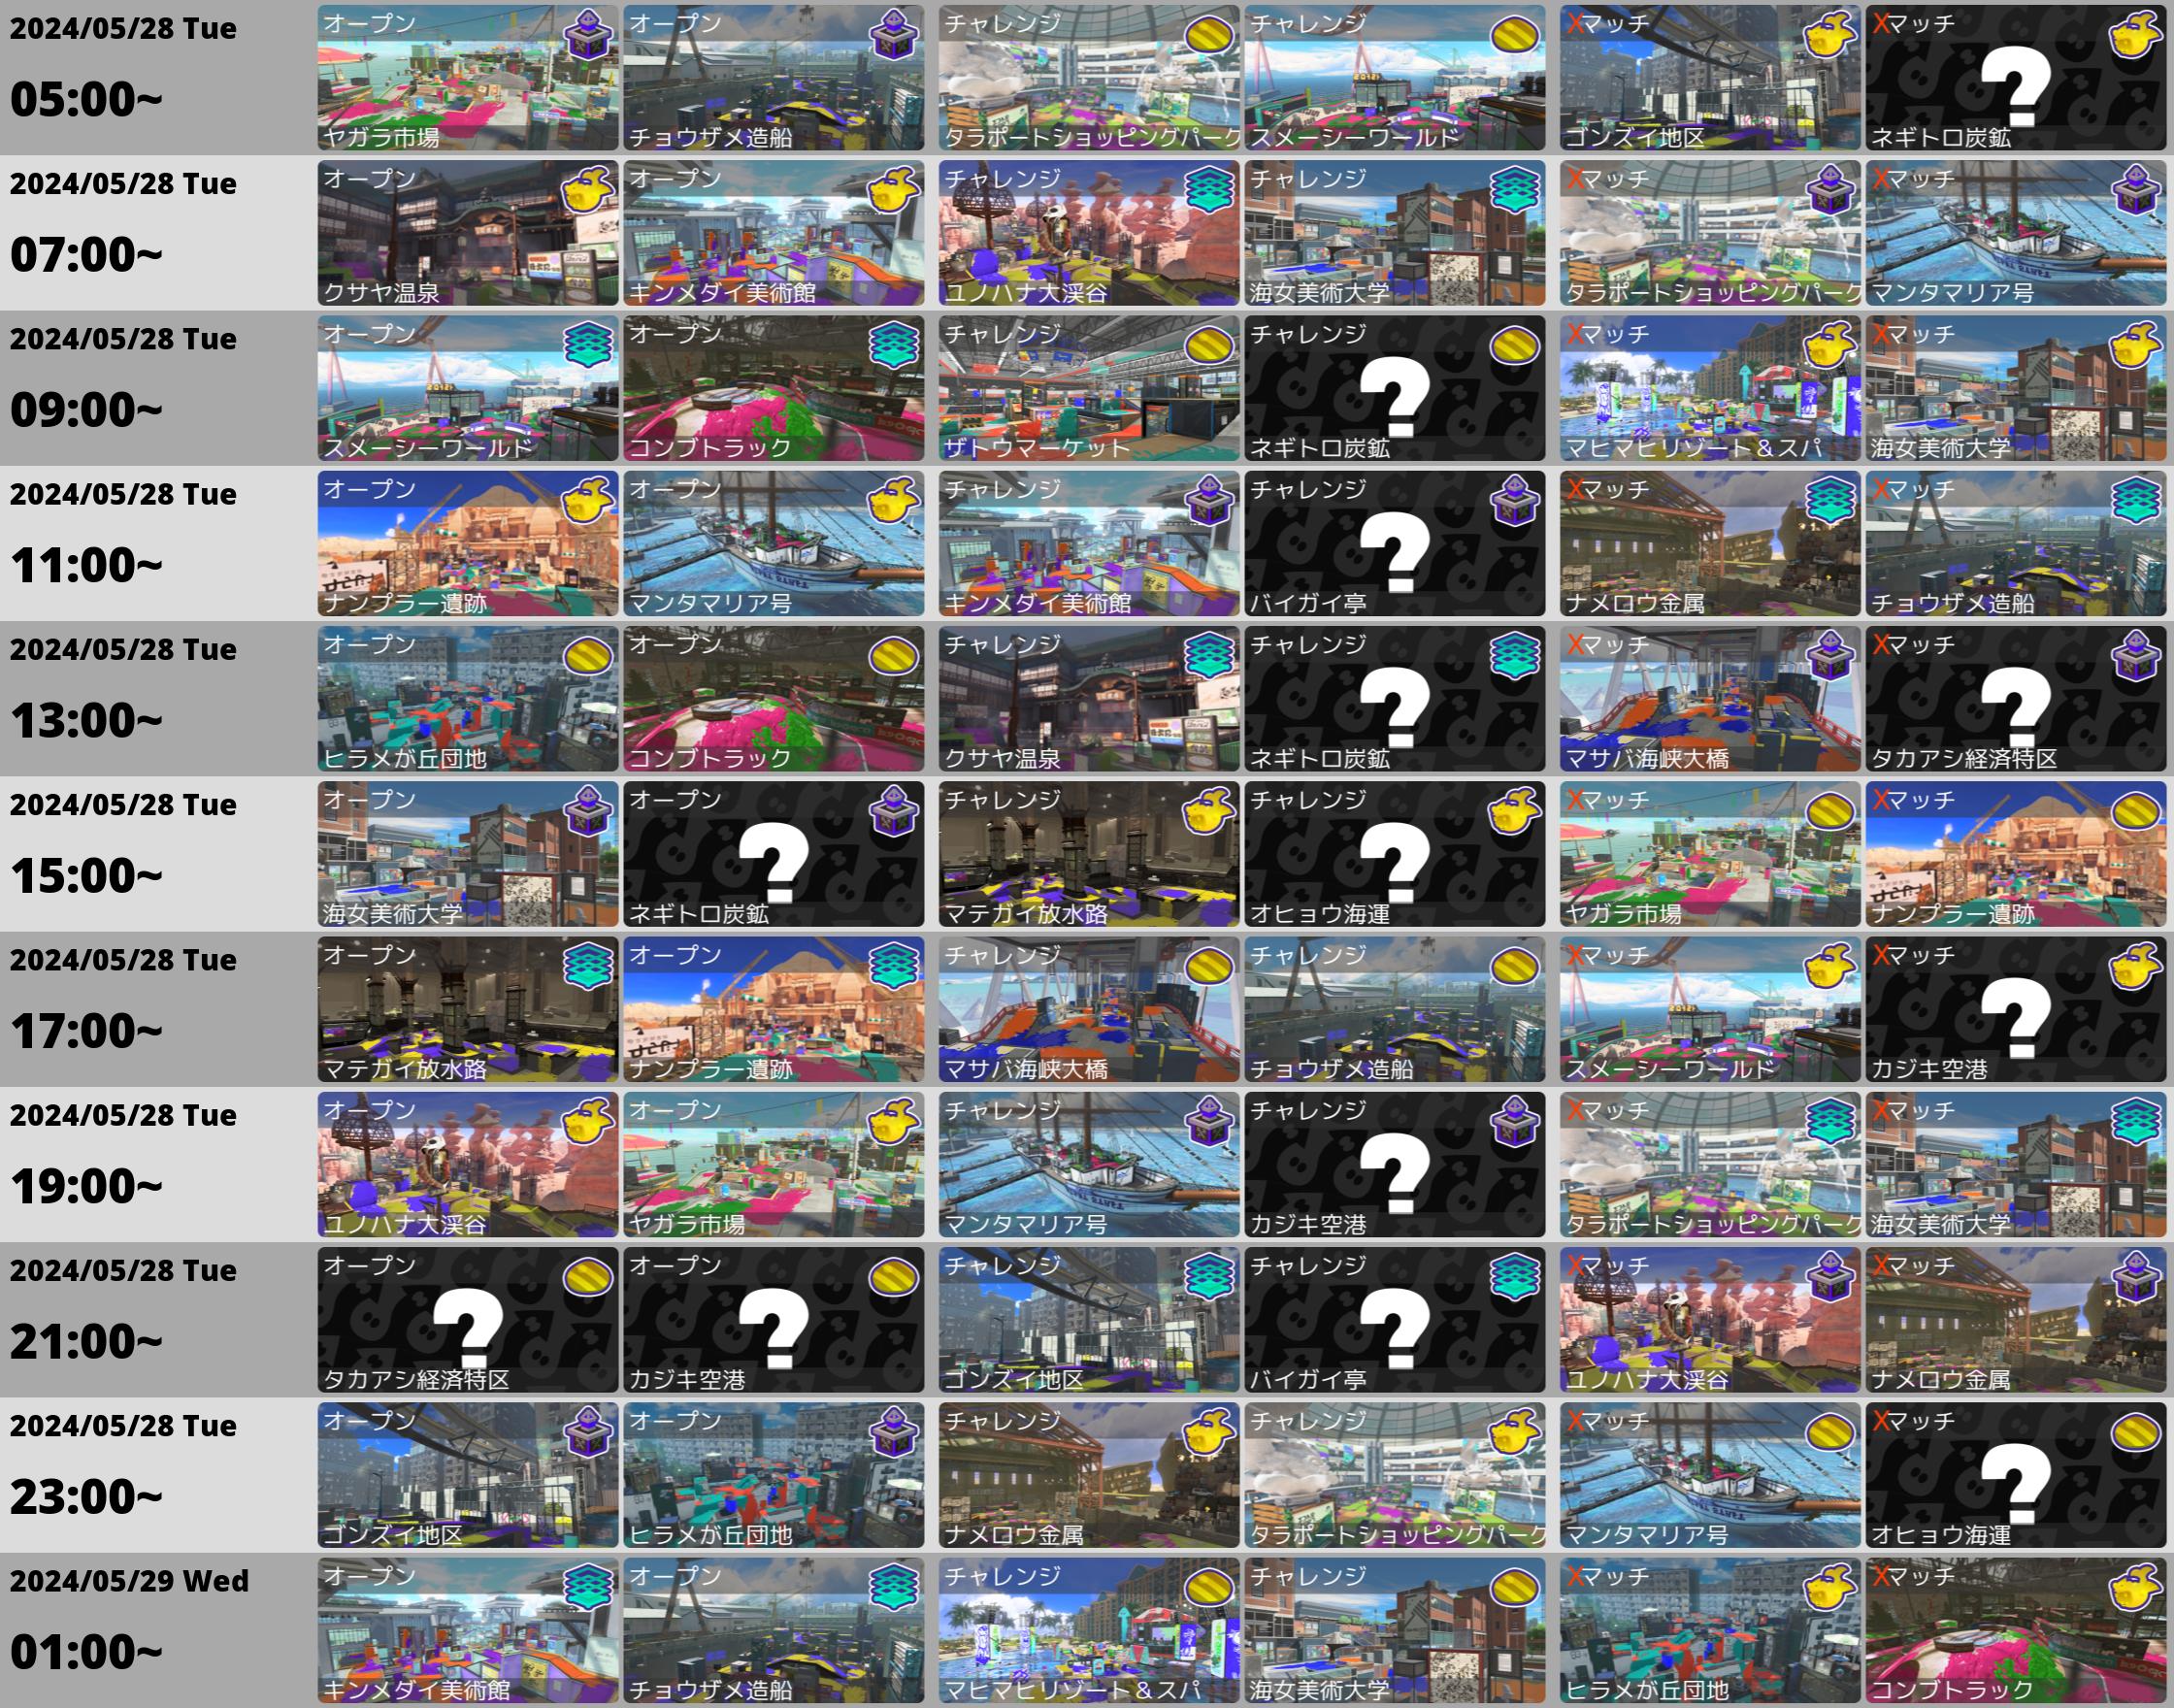 2024/05/28 Tue
05:00~
オープン
ヤガラ市場
オープン
チョウザメ造船
チャレンジ
タラポートショッピングパーク
チャレンジ
スメーシーワールド
Xマッチ
ゴンズイ地区
Xマッチ
?
ネギトロ炭鉱
2024/05/28 Tue
07:00~
オープン
クサヤ温泉
オープン
キンメダイ美術館
チャレンジ
ユノハナ大渓谷
チャレンジ
海女美術大学
Xマッチ
タラポートショッピングパーク
Xマッチ
マンタマリア号
2024/05/28 Tue
09:00~
オープン
スメーシーワールド
オープン
コンブトラック
チャレンジ
ザトウマーケット
チャレンジ
?
ネギトロ炭鉱
Xマッチ
マヒマヒリゾート＆スパ
Xマッチ
海女美術大学
2024/05/28 Tue
11:00~
オープン
ナンプラー遺跡
オープン
マンタマリア号
チャレンジ
キンメダイ美術館
チャレンジ
?
バイガイ亭
Xマッチ
ナメロウ金属
Xマッチ
チョウザメ造船
2024/05/28 Tue
13:00~
オープン
ヒラメが丘団地
オープン
コンブトラック
チャレンジ
クサヤ温泉
チャレンジ
?
ネギトロ炭鉱
Xマッチ
マサバ海峡大橋
Xマッチ
?
タカアシ経済特区
2024/05/28 Tue
15:00~
オープン
海女美術大学
オープン
?
ネギトロ炭鉱
チャレンジ
マテガイ放水路
チャレンジ
?
オヒョウ海運
Xマッチ
ヤガラ市場
Xマッチ
ナンプラー遺跡
2024/05/28 Tue
17:00~
オープン
マテガイ放水路
オープン
ナンプラー遺跡
チャレンジ
マサバ海峡大橋
チャレンジ
チョウザメ造船
Xマッチ
スメーシーワールド
Xマッチ
?
カジキ空港
2024/05/28 Tue
19:00~
オープン
ユノハナ大渓谷
オープン
ヤガラ市場
チャレンジ
マンタマリア号
チャレンジ
?
カジキ空港
Xマッチ
タラポートショッピングパーク
Xマッチ
海女美術大学
2024/05/28 Tue
21:00~
オープン
?
タカアシ経済特区
オープン
?
カジキ空港
チャレンジ
ゴンズイ地区
チャレンジ
?
バイガイ亭
Xマッチ
ユノハナ大渓谷
Xマッチ
ナメロウ金属
2024/05/28 Tue
23:00~
オープン
ゴンズイ地区
オープン
ヒラメが丘団地
チャレンジ
ナメロウ金属
チャレンジ
タラポートショッピングパーク
Xマッチ
マンタマリア号
Xマッチ
?
オヒョウ海運
2024/05/29 Wed
01:00~
オープン
キンメダイ美術館
オープン
チョウザメ造船
チャレンジ
マヒマヒリゾート＆スパ
チャレンジ
海女美術大学
Xマッチ
ヒラメが丘団地
Xマッチ
コンブトラック